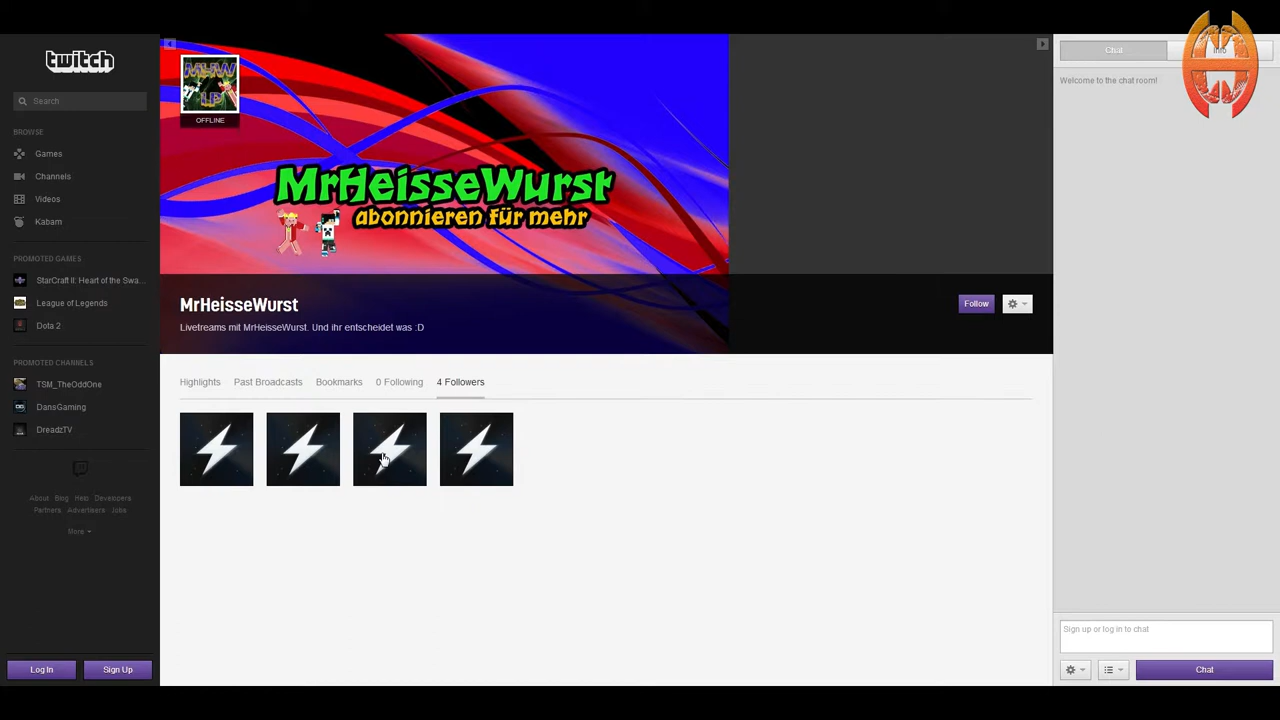 twitch
Search
BROWSE
Games
Channels
Videos
Kabam
PROMOTED GAMES
StarCraft II: Heart of the Swa...
League of Legends
Dota 2
PROMOTED CHANNELS
TSM_TheOddOne
DansGaming
DreadzTV
About Blog Help Developers
Partners Advertisers Jobs
More
Log In
Sign Up
OFFLINE
MrHeisseWurst
abonnieren für mehr
MrHeisseWurst
Livetreams mit MrHeisseWurst. Und ihr entscheidet was :D
Follow
Highlights
Past Broadcasts
Bookmarks
0 Following
4 Followers
Chat
Info
Welcome to the chat room!
Sign up or log in to chat
Chat